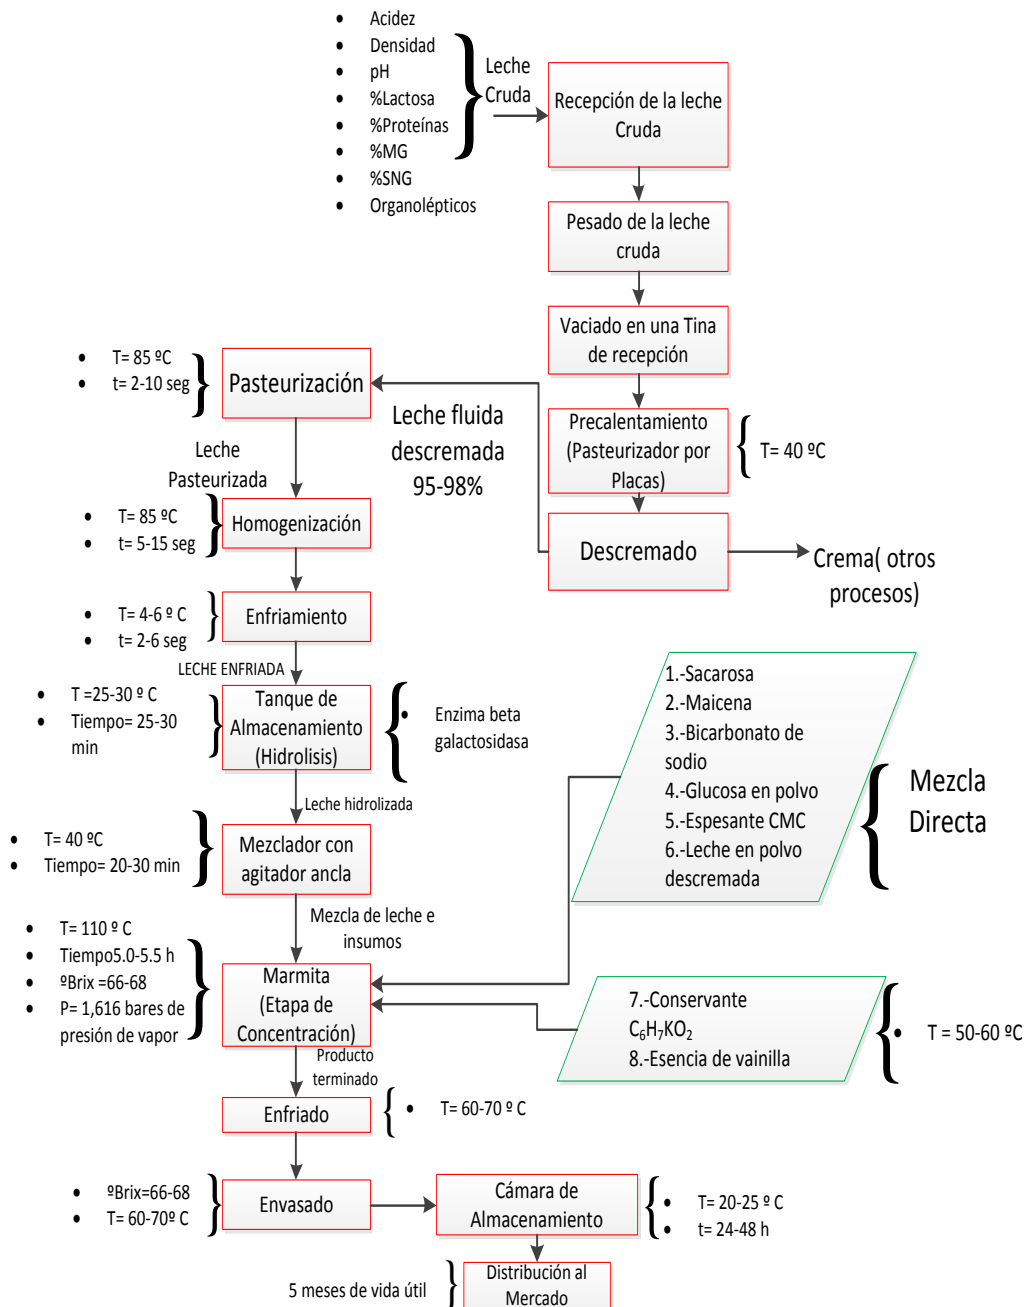 • Acidez
• Densidad
• pH
• %Lactosa
• %Proteínas
• %MG
• %SNG
• Organolépticos
Leche
Cruda
Recepción de la leche
Cruda
Pesado de la leche
cruda
Vaciado en una Tina
de recepción
Precalentamiento
(Pasteurizador por
Placas)
T= 40 ºC
Descremado
Crema( otros
procesos)
Leche fluida
descremada
95-98%
• T= 85 ºC
• t= 2-10 seg
Pasteurización
Leche
Pasteurizada
• T= 85 ºC
• t= 5-15 seg
Homogenización
• T= 4-6 º C
• t= 2-6 seg
Enfriamiento
LECHE ENFRIADA
• T =25-30 º C
• Tiempo= 25-30
min
Tanque de
Almacenamiento
(Hidrolisis)
• Enzima beta
galactosidasa
Leche hidrolizada
• T= 40 ºC
• Tiempo= 20-30 min
Mezclador con
agitador ancla
Mezcla de leche e
insumos
1.-Sacarosa
2.-Maicena
3.-Bicarbonato de
sodio
4.-Glucosa en polvo
5.-Espesante CMC
6.-Leche en polvo
descremada
Mezcla
Directa
• T= 110 º C
• Tiempo5.0-5.5 h
• ºBrix =66-68
• P= 1,616 bares de
presión de vapor
Marmita
(Etapa de
Concentración)
7.-Conservante
C₆H₇KO₂
8.-Esencia de vainilla
• T = 50-60 ºC
Producto
terminado
Enfriado
• T= 60-70 º C
• ºBrix=66-68
• T= 60-70º C
Envasado
Cámara de
Almacenamiento
• T= 20-25 º C
• t= 24-48 h
5 meses de vida útil
Distribución al
Mercado